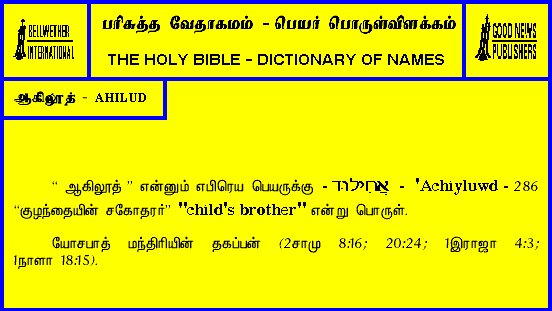 BELLWETHER
INTERNATIONAL
பரிசுத்த வேதாகமம் - பெயர் பொருள்விளக்கம்
THE HOLY BIBLE - DICTIONARY OF NAMES
GOOD NEWS
PUBLISHERS
ஆகிலூத் - AHILUD
“ ஆகிலூத் ” என்னும் எபிரெய பெயருக்கு - אֲחִילוּד - 'Achiyluwd - 286
“குழந்தையின் சகோதரர்” "child's brother" என்று பொருள்.
யோசபாத் மந்திரியின் தகப்பன் (2சாமு 8:16; 20:24; 1இராஜா 4:3;
1நாளா 18:15).